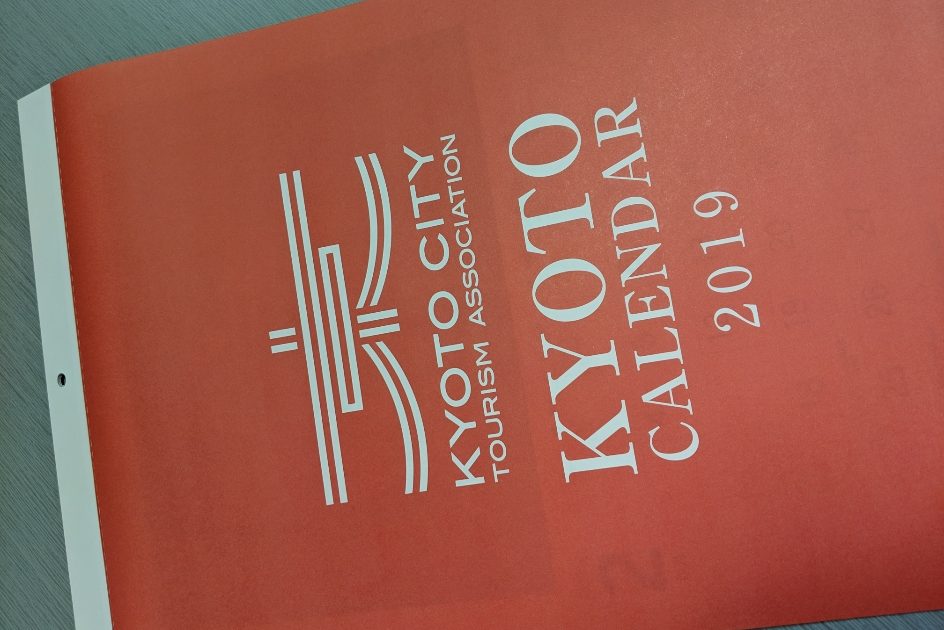 KYOTO CITY
TOURISM ASSOCIATION
KYOTO
CALENDAR
2019